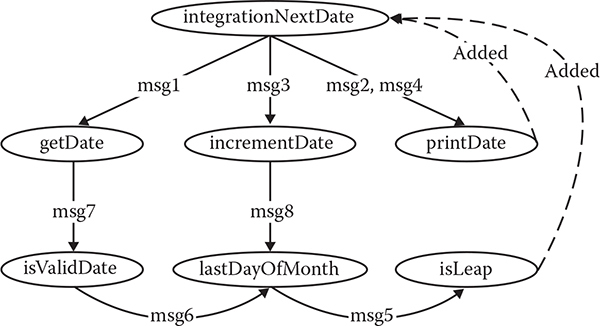 integrationNextDate
Added
Added
msg1
msg3
msg2, msg4
getDate
incrementDate
printDate
msg7
msg8
isValidDate
lastDayOfMonth
isLeap
msg6
msg5